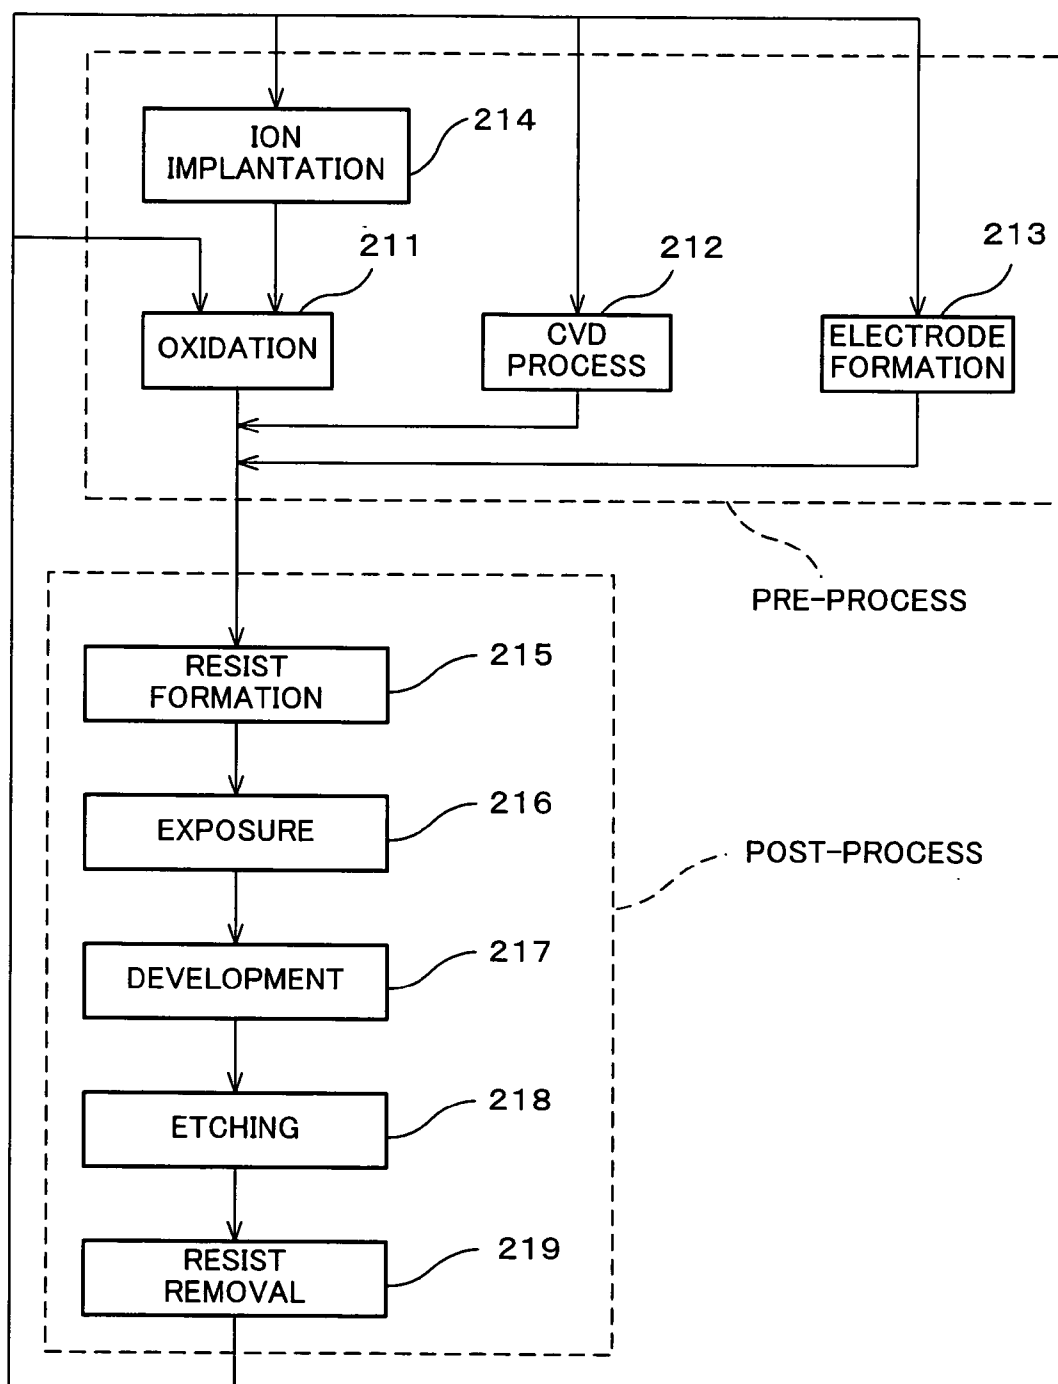 214
ION
IMPLANTATION
211
212
213
OXIDATION
CVD
PROCESS
ELECTRODE
FORMATION
PRE-PROCESS
215
RESIST
FORMATION
216
EXPOSURE
POST-PROCESS
217
DEVELOPMENT
218
ETCHING
219
RESIST
REMOVAL